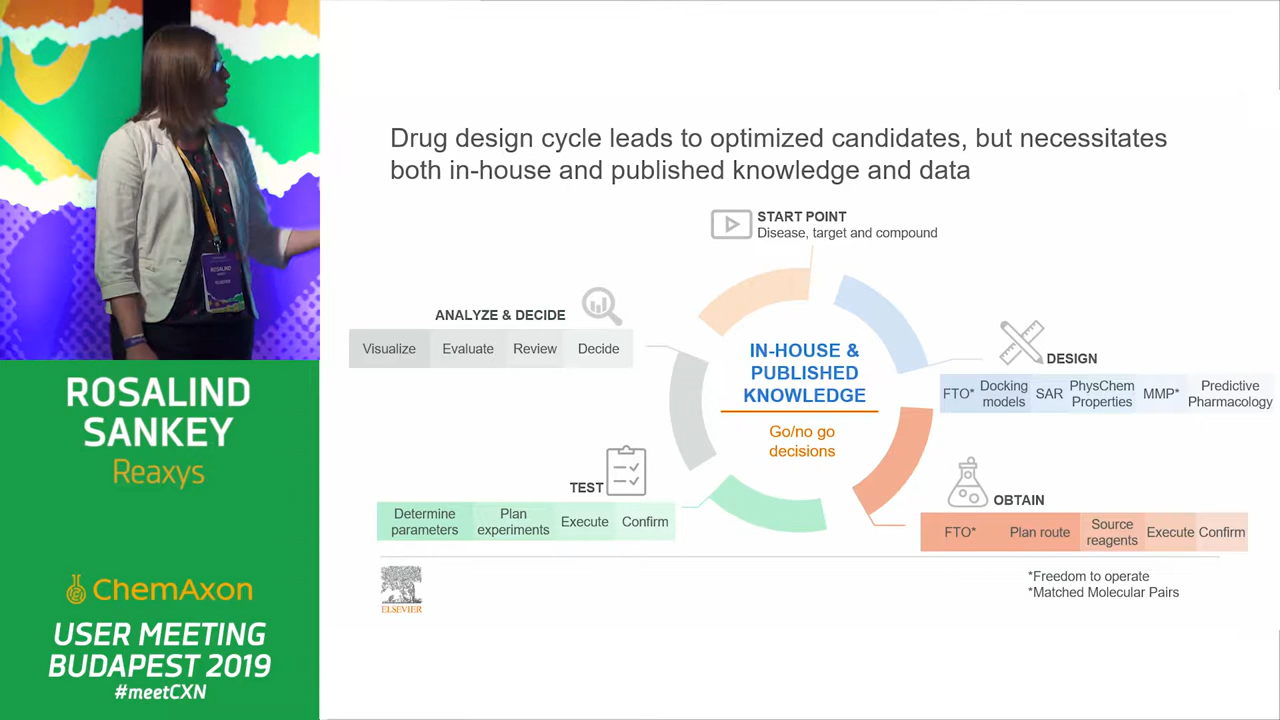 Drug design cycle leads to optimized candidates, but necessitates
both in-house and published knowledge and data
START POINT
Disease, target and compound
ANALYZE & DECIDE
Visualize Evaluate Review Decide
IN-HOUSE &
PUBLISHED
KNOWLEDGE
Go/no go
decisions
DESIGN
FTO* Docking models SAR PhysChem Properties MMP* Predictive Pharmacology
TEST
Determine parameters Plan experiments Execute Confirm
OBTAIN
FTO* Plan route Source reagents Execute Confirm
*Freedom to operate
*Matched Molecular Pairs
ELSEVIER
ROSALIND
ROSALIND
SANKEY
Reaxys
ChemAxon
USER MEETING
BUDAPEST 2019
#meetCXN